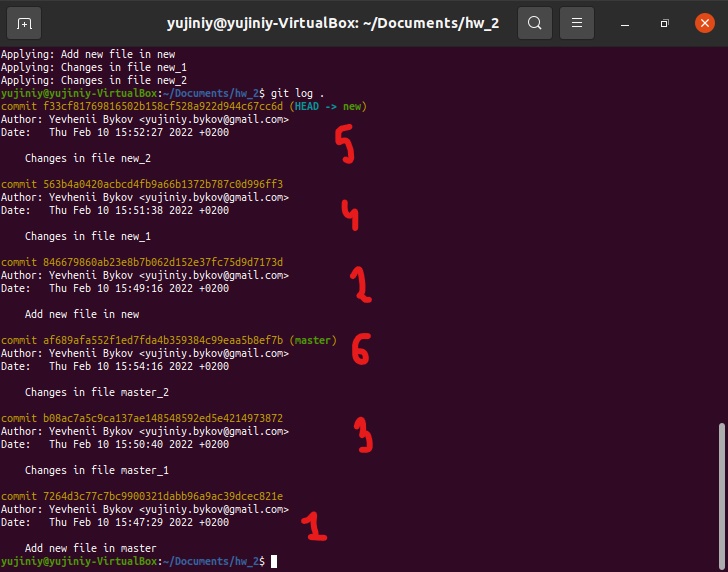 yujiniy@yujiniy-VirtualBox: ~/Documents/hw_2
Applying: Add new file in new
Applying: Changes in file new_1
Applying: Changes in file new_2
yujiniy@yujiniy-VirtualBox:~/Documents/hw_2$ git log .
commit f33cf81769816502b158cf528a922d944c67cc6d (HEAD -> new)
Author: Yevhenii Bykov <yujiniy.bykov@gmail.com>
Date:   Thu Feb 10 15:52:27 2022 +0200
5
    Changes in file new_2
commit 563b4a0420acbcd4fb9a66b1372b787c0d996ff3
Author: Yevhenii Bykov <yujiniy.bykov@gmail.com>
Date:   Thu Feb 10 15:51:38 2022 +0200
4
    Changes in file new_1
commit 846679860ab23e8b7b062d152e37fc75d9d7173d
Author: Yevhenii Bykov <yujiniy.bykov@gmail.com>
Date:   Thu Feb 10 15:49:16 2022 +0200
1
    Add new file in new
commit af689afa552f1ed7fda4b359384c99eaa5b8ef7b (master)
Author: Yevhenii Bykov <yujiniy.bykov@gmail.com>
Date:   Thu Feb 10 15:54:16 2022 +0200
6
    Changes in file master_2
commit b08ac7a5c9ca137ae148548592ed5e4214973872
Author: Yevhenii Bykov <yujiniy.bykov@gmail.com>
Date:   Thu Feb 10 15:50:40 2022 +0200
3
    Changes in file master_1
commit 7264d3c77c7bc9900321dabb96a9ac39dcec821e
Author: Yevhenii Bykov <yujiniy.bykov@gmail.com>
Date:   Thu Feb 10 15:47:29 2022 +0200
1
    Add new file in master
yujiniy@yujiniy-VirtualBox:~/Documents/hw_2$